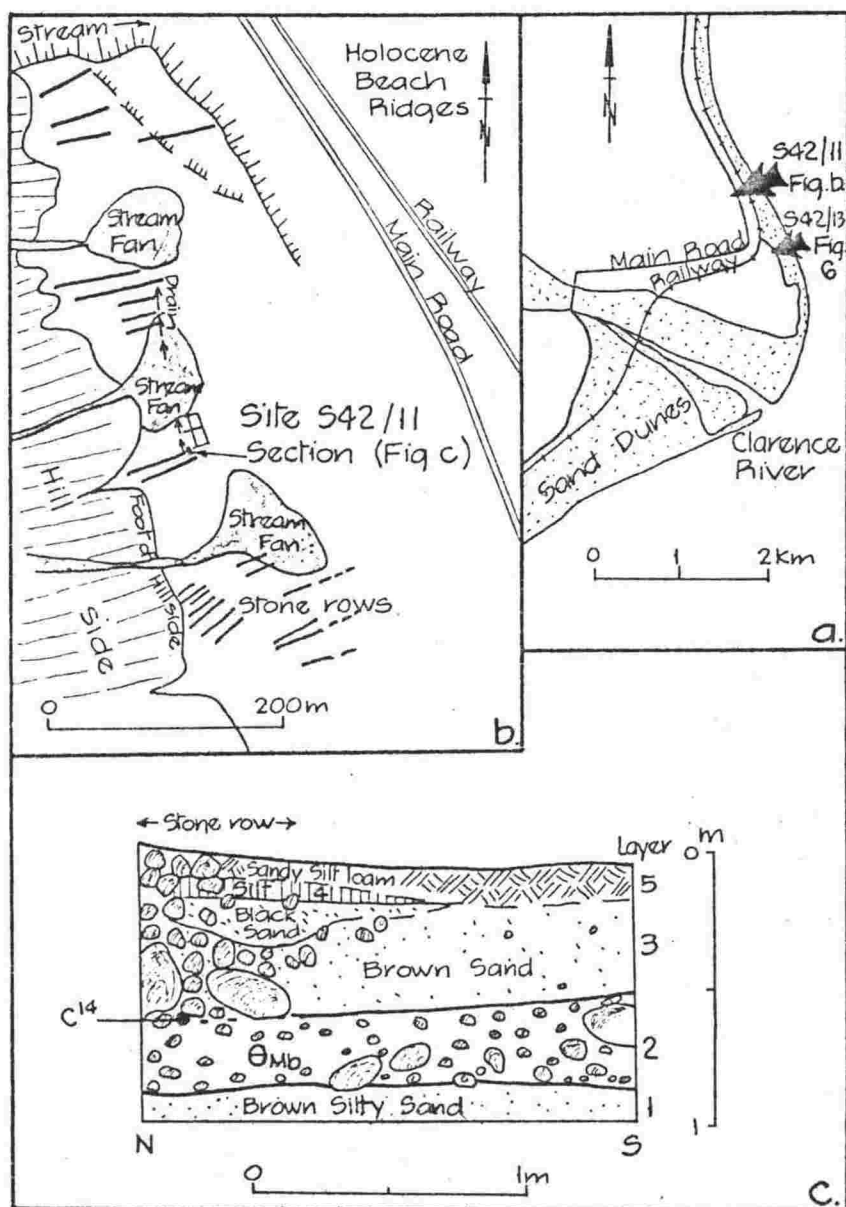 Stream
Holocene
Beach
Ridges
N
Railway
Main Road
Stream
Fan
Drain
Stream
Fan
Site S42/11
Section (Fig c)
Hill
Side
Foot of
Hillside
Stream
Fan
Stone rows
0 200m
b.
N
S42/11
Fig.b.
S42/13
Fig
6
Main Road
Railway
Sand Dunes
Clarence
River
0 1 2Km
a.
Stone row
Layer
m
0
Sandy Silt loam
5
Silt 4
Black
Sand
3
Brown Sand
C14
θMb
2
Brown Silty Sand
1
1
N
S
0 1m
c.